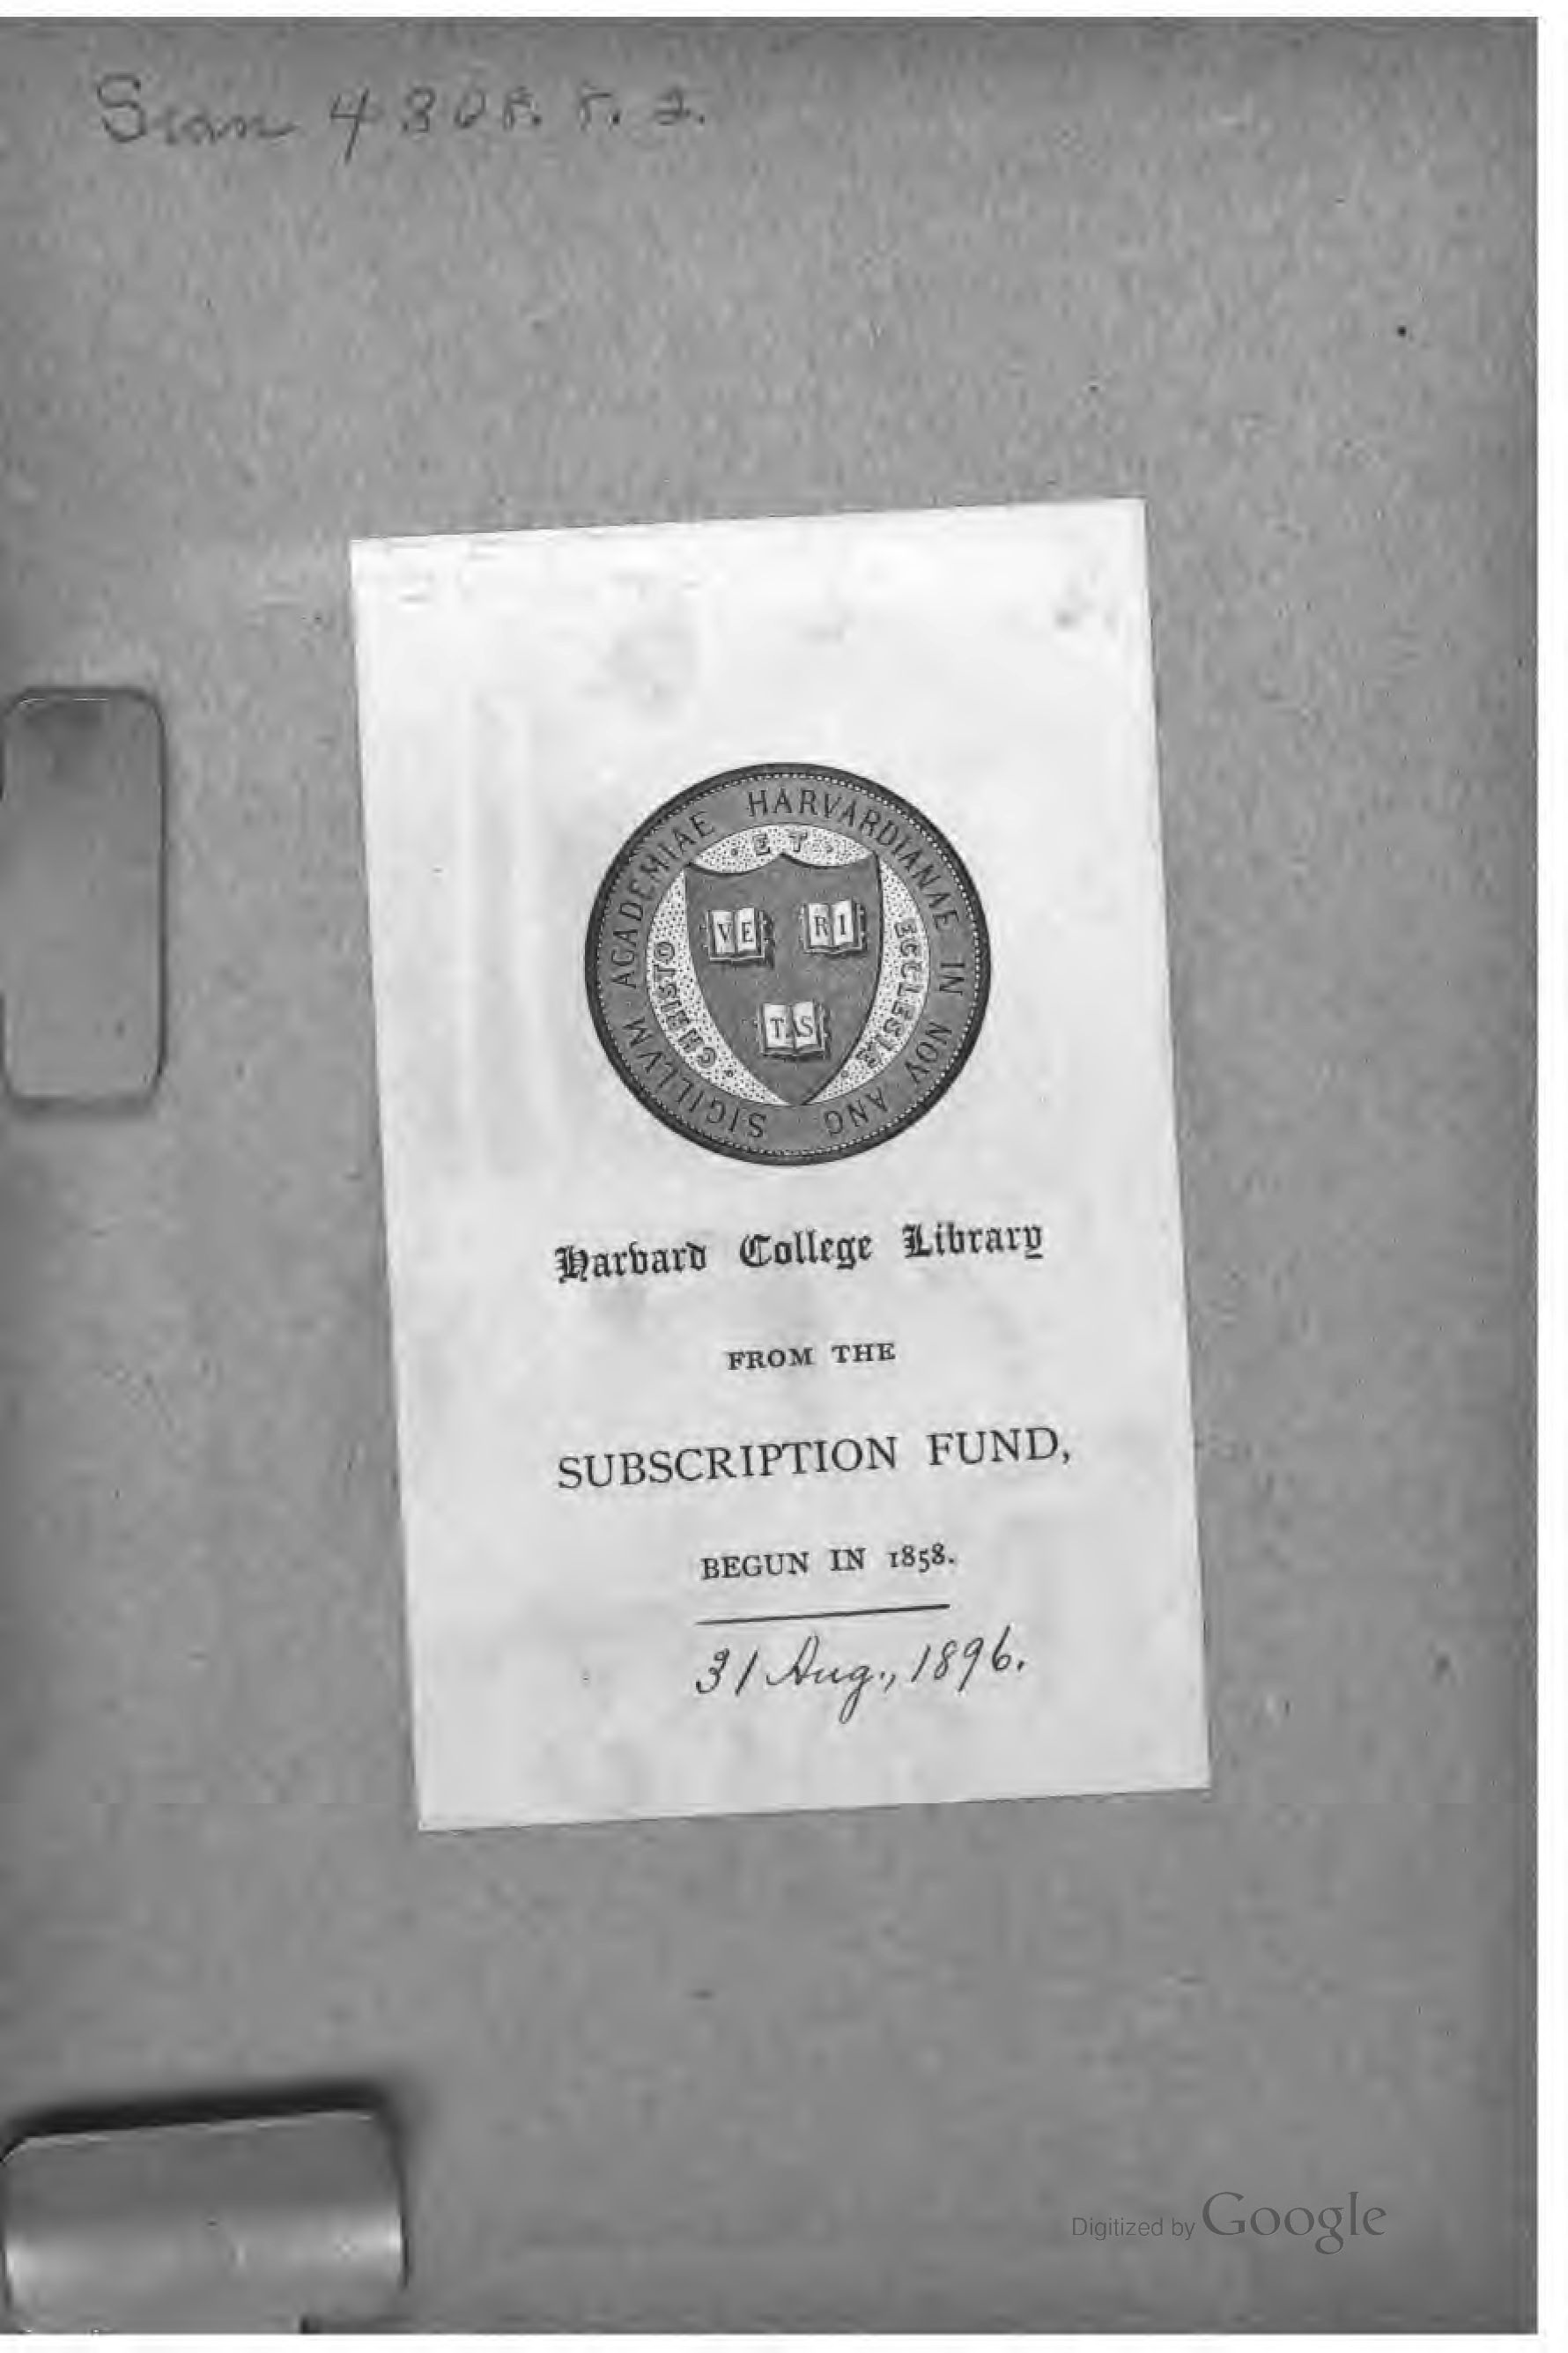 Scan 4308.5.2.
SIGILLVM ACADEMIAE HARVARDIANAE IN NOV ANG
CHRISTO ET ECCLESIAE
VE RI
TAS
Harvard College Library
FROM THE
SUBSCRIPTION FUND,
BEGUN IN 1858.
31 Aug., 1896.
Digitized by Google